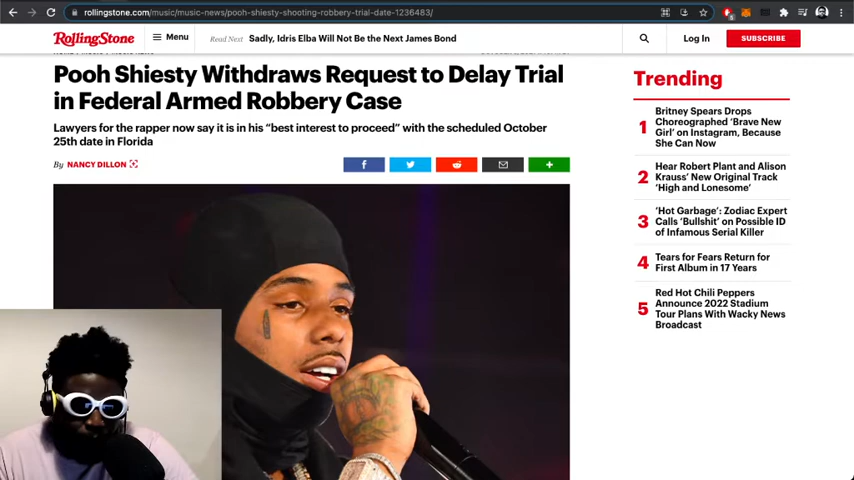 rollingstone.com/music/music-news/pooh-shiesty-shooting-robbery-trial-date-1236483/
RollingStone
Menu
Read Next Sadly, Idris Elba Will Not Be the Next James Bond
Log In
SUBSCRIBE
Pooh Shiesty Withdraws Request to Delay Trial
in Federal Armed Robbery Case
Lawyers for the rapper now say it is in his “best interest to proceed” with the scheduled October
25th date in Florida
By NANCY DILLON
Trending
1 Britney Spears Drops
Choreographed ‘Brave New
Girl’ on Instagram, Because
She Can Now
2 Hear Robert Plant and Alison
Krauss’ New Original Track
‘High and Lonesome’
3 ‘Hot Garbage’: Zodiac Expert
Calls ‘Bullshit’ on Possible ID
of Infamous Serial Killer
4 Tears for Fears Return for
First Album in 17 Years
5 Red Hot Chili Peppers
Announce 2022 Stadium
Tour Plans With Wacky News
Broadcast